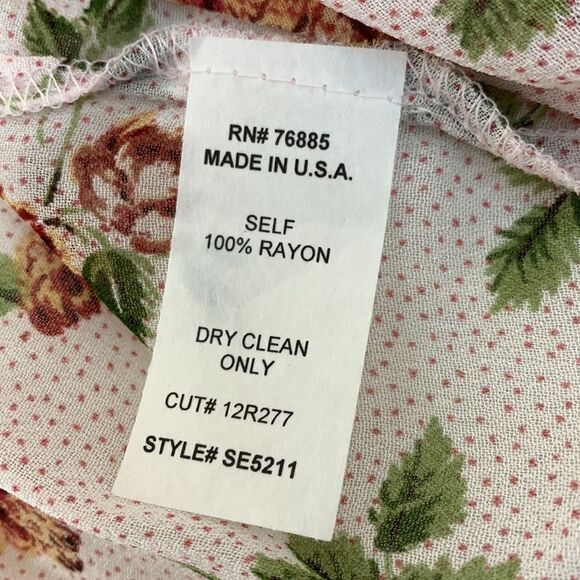 RN# 76885
MADE IN U.S.A.
SELF
100% RAYON
DRY CLEAN
ONLY
CUT# 12R277
STYLE# SE5211